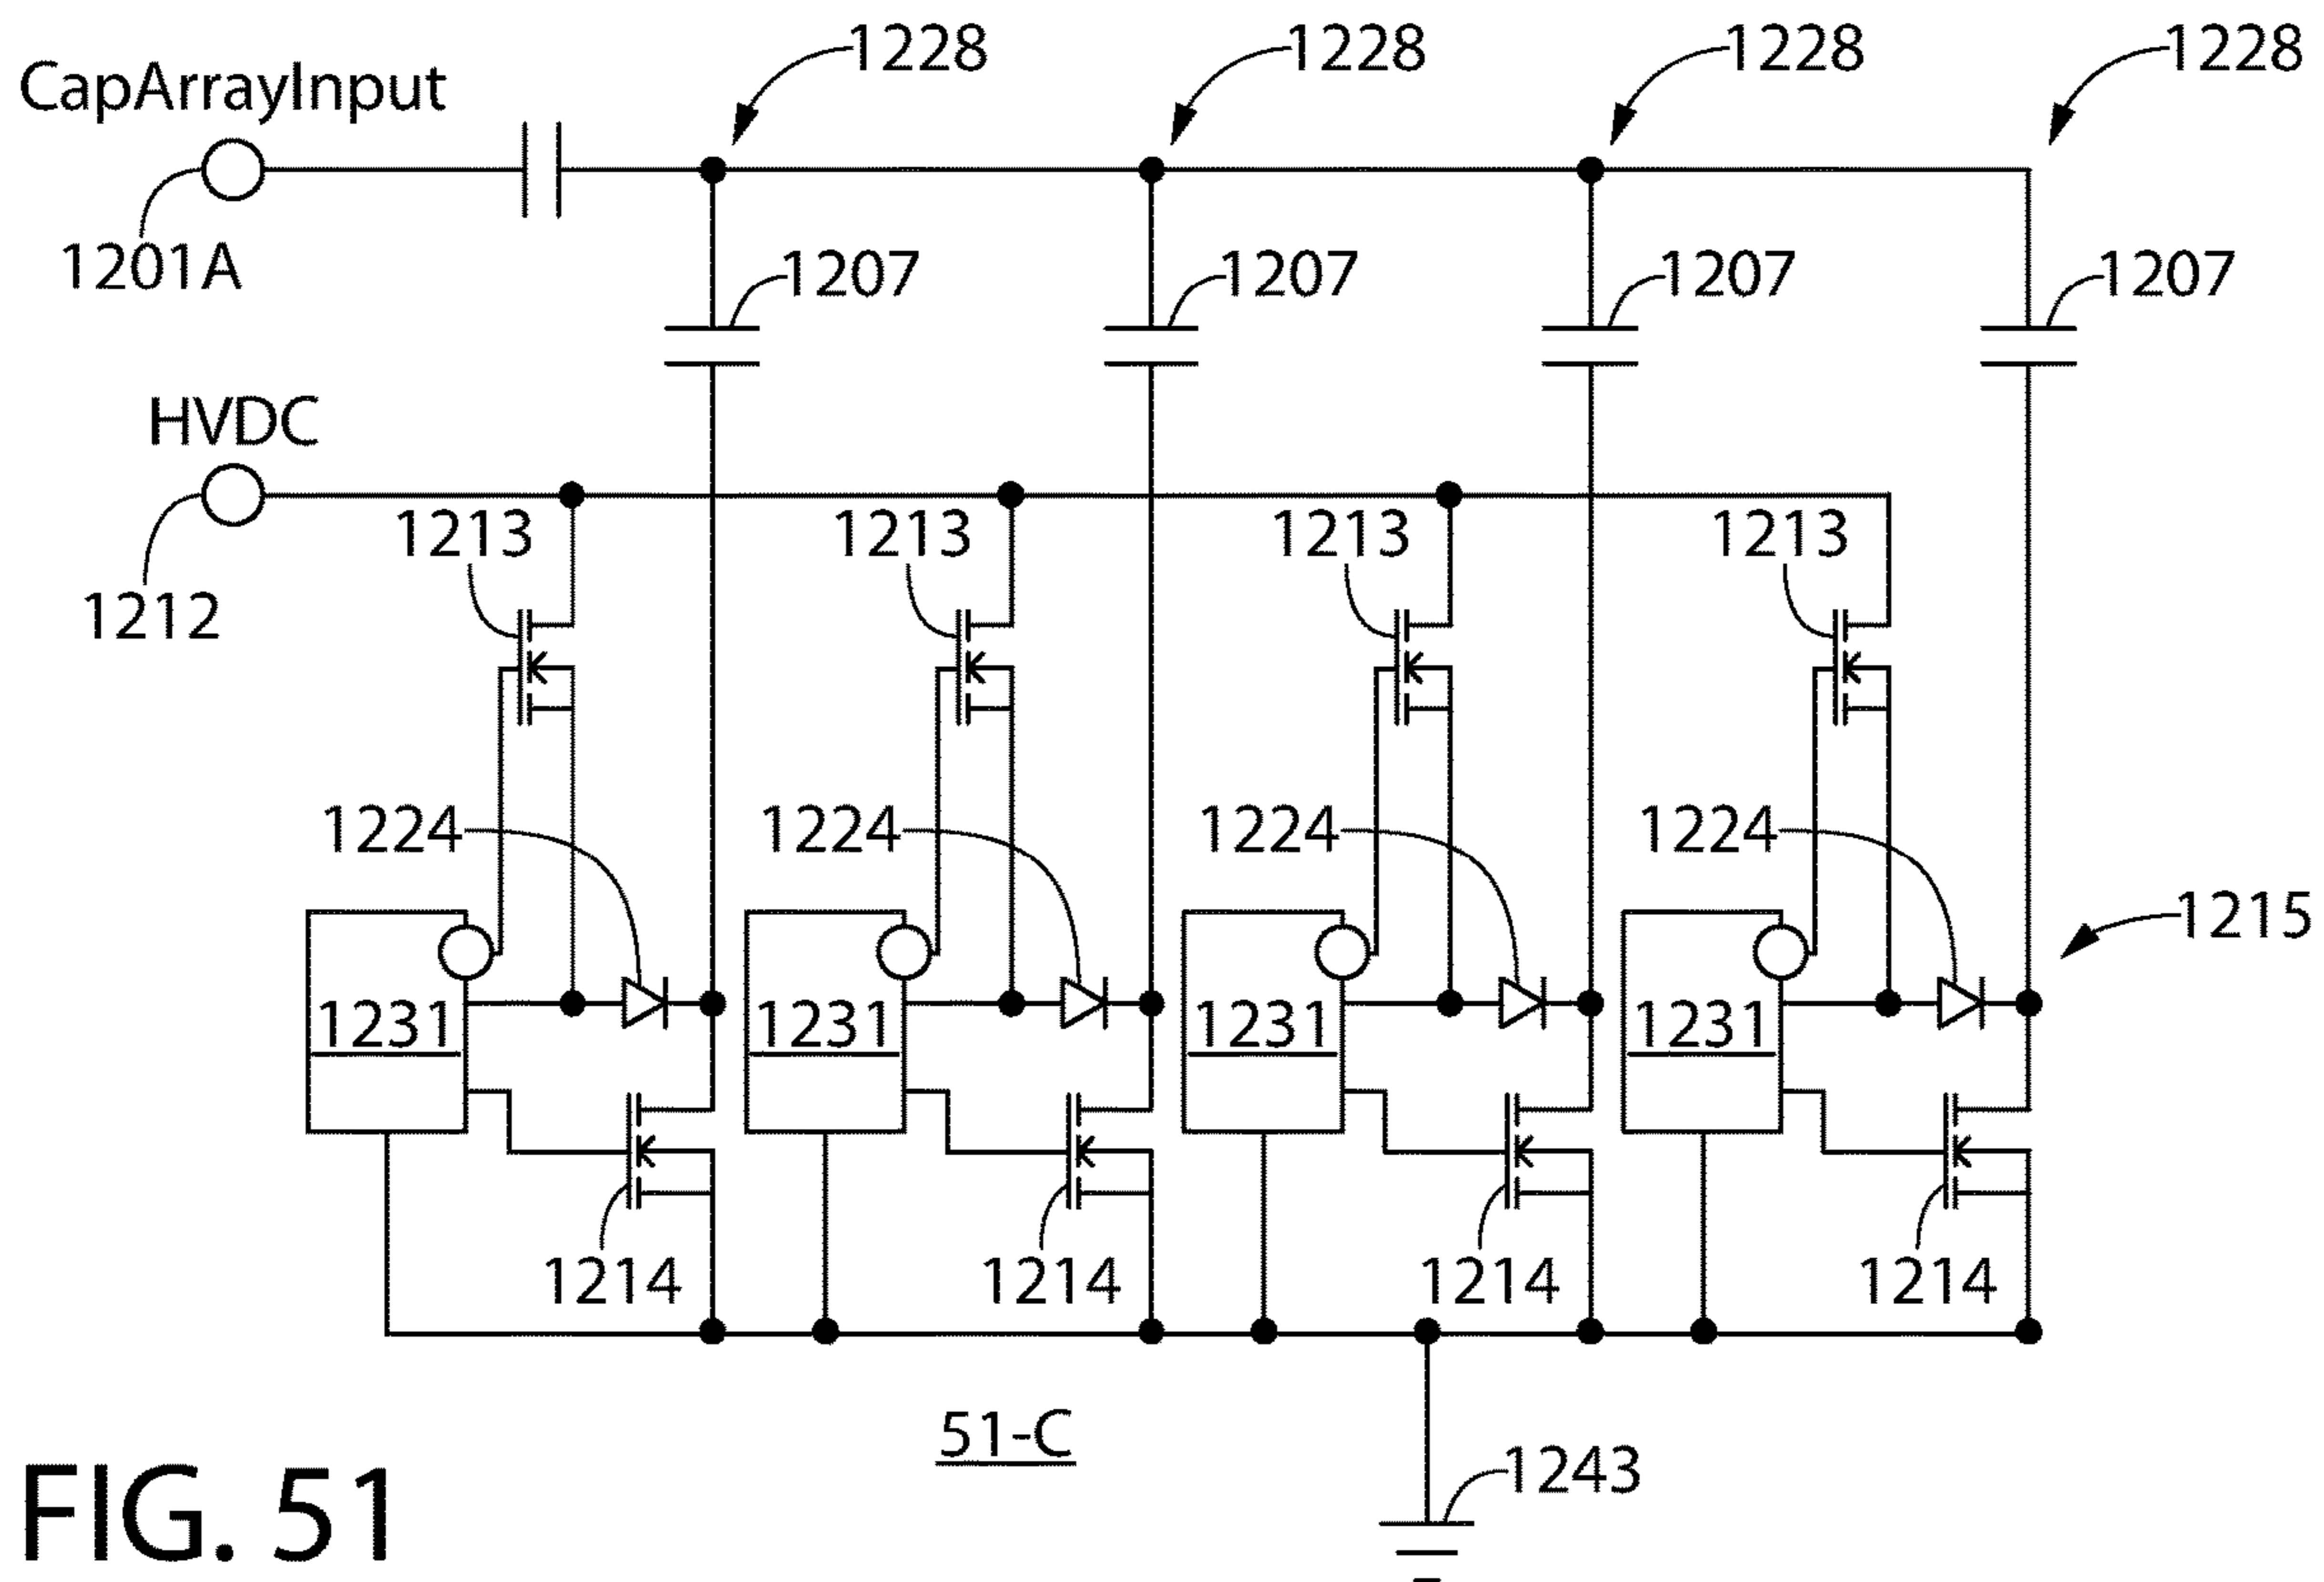 1228 1228 1228 1228
CapArrayInput
1201A
1207 1207 1207 1207
HVDC
1212
1213 1213 1213 1213
1224 1224 1224 1224
1215
1231 1231 1231 1231
1214 1214 1214 1214
51-C
1243
FIG. 51